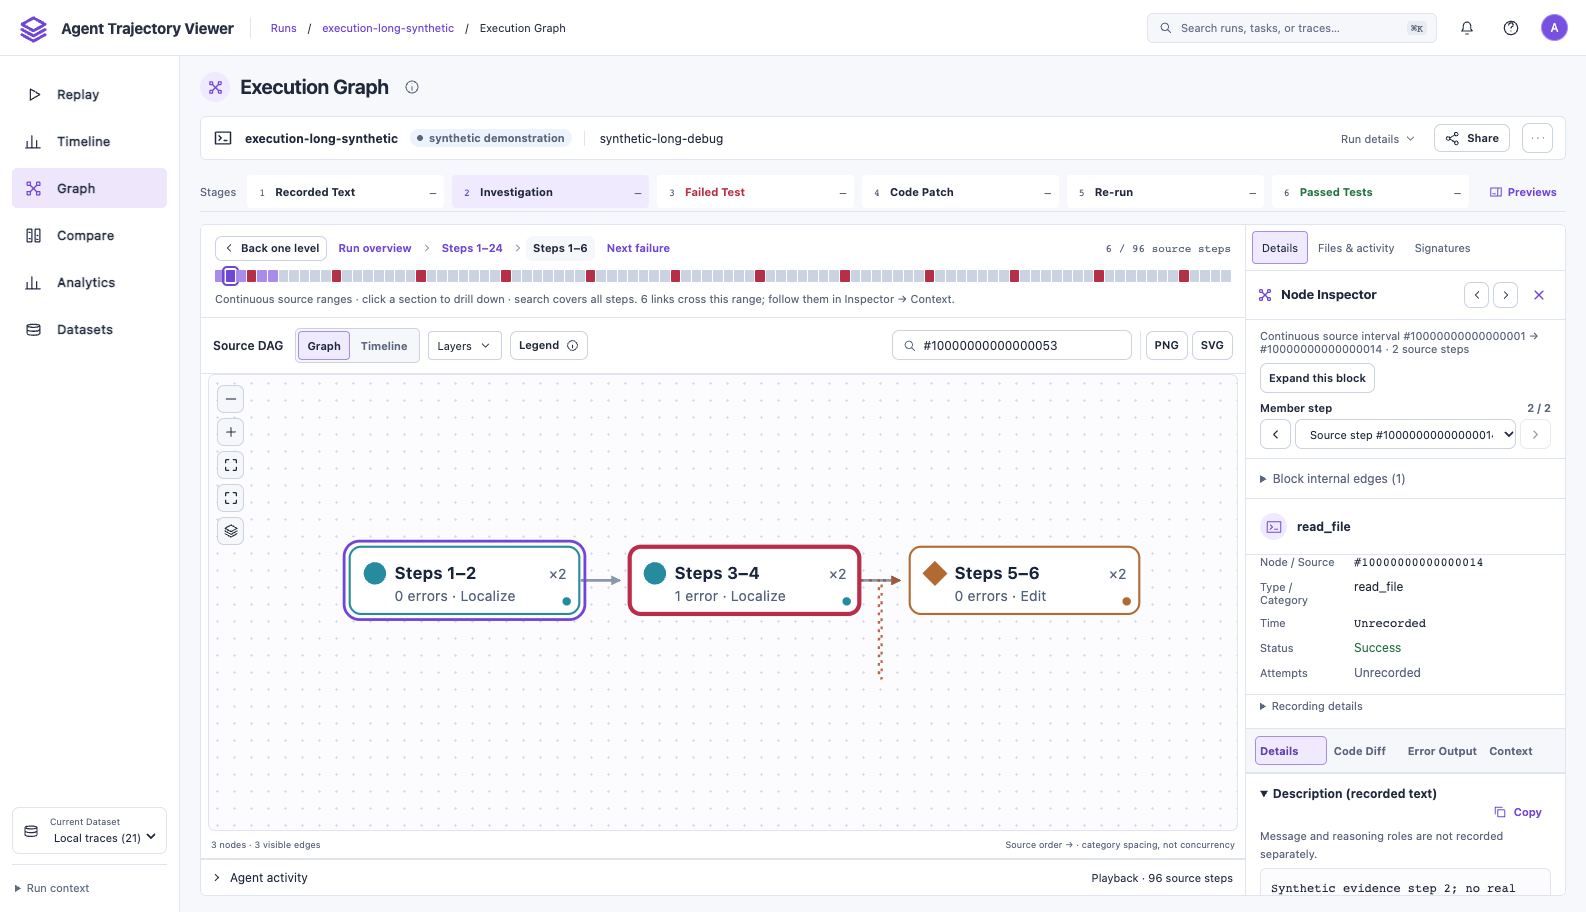 Agent Trajectory Viewer
Runs / execution-long-synthetic / Execution Graph
Search runs, tasks, or traces...
⌘K
A
Replay
Timeline
Graph
Compare
Analytics
Datasets
Current Dataset
Local traces (21)
Run context
Execution Graph
execution-long-synthetic
synthetic demonstration
synthetic-long-debug
Run details
Share
...
Stages
1 Recorded Text –
2 Investigation –
3 Failed Test –
4 Code Patch –
5 Re-run –
6 Passed Tests –
Previews
Back one level
Run overview > Steps 1–24 > Steps 1–6
Next failure
6 / 96 source steps
Continuous source ranges · click a section to drill down · search covers all steps. 6 links cross this range; follow them in Inspector → Context.
Source DAG
Graph
Timeline
Layers
Legend
#10000000000000053
PNG
SVG
Steps 1–2
×2
0 errors · Localize
Steps 3–4
×2
1 error · Localize
Steps 5–6
×2
0 errors · Edit
3 nodes · 3 visible edges
Source order → · category spacing, not concurrency
Agent activity
Playback · 96 source steps
Details
Files & activity
Signatures
Node Inspector
Continuous source interval #10000000000000001 →
#10000000000000014 · 2 source steps
Expand this block
Member step
2 / 2
Source step #1000000000000001
Block internal edges (1)
read_file
Node / Source
#10000000000000014
Type /
Category
read_file
Time
Unrecorded
Status
Success
Attempts
Unrecorded
Recording details
Details
Code Diff
Error Output
Context
Description (recorded text)
Copy
Message and reasoning roles are not recorded
separately.
Synthetic evidence step 2; no real